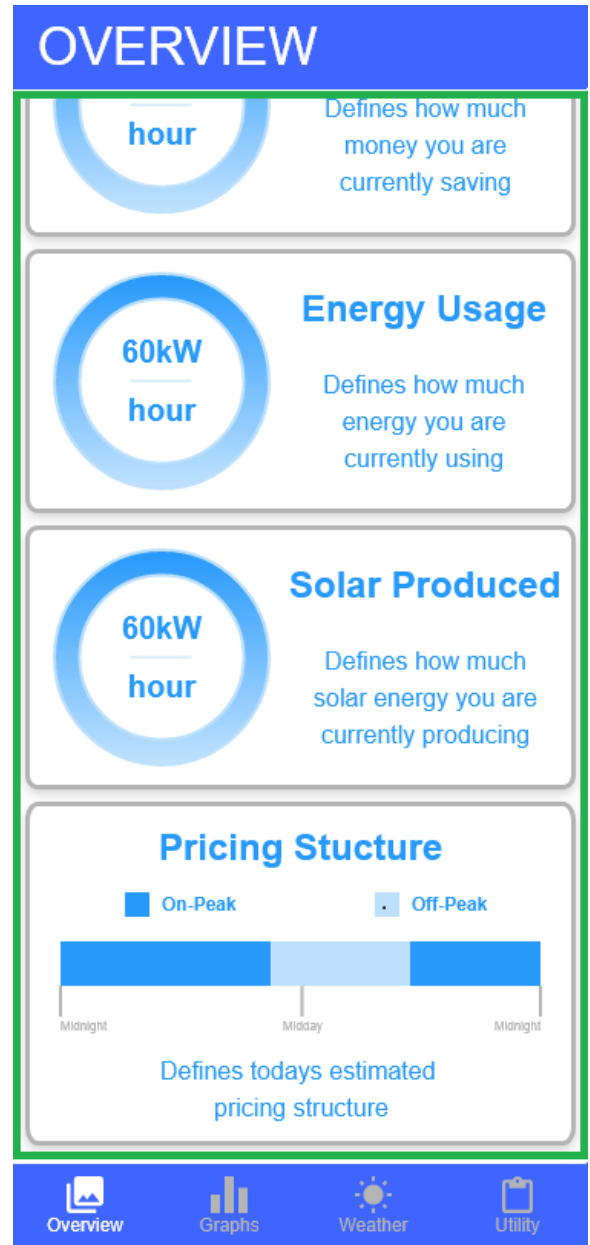 OVERVIEW
hour
Defines how much
money you are
currently saving
60kW
hour
Energy Usage
Defines how much
energy you are
currently using
60kW
hour
Solar Produced
Defines how much
solar energy you are
currently producing
Pricing Stucture
On-Peak
Off-Peak
Midnight
Midday
Midnight
Defines todays estimated
pricing structure
Overview
Graphs
Weather
Utility